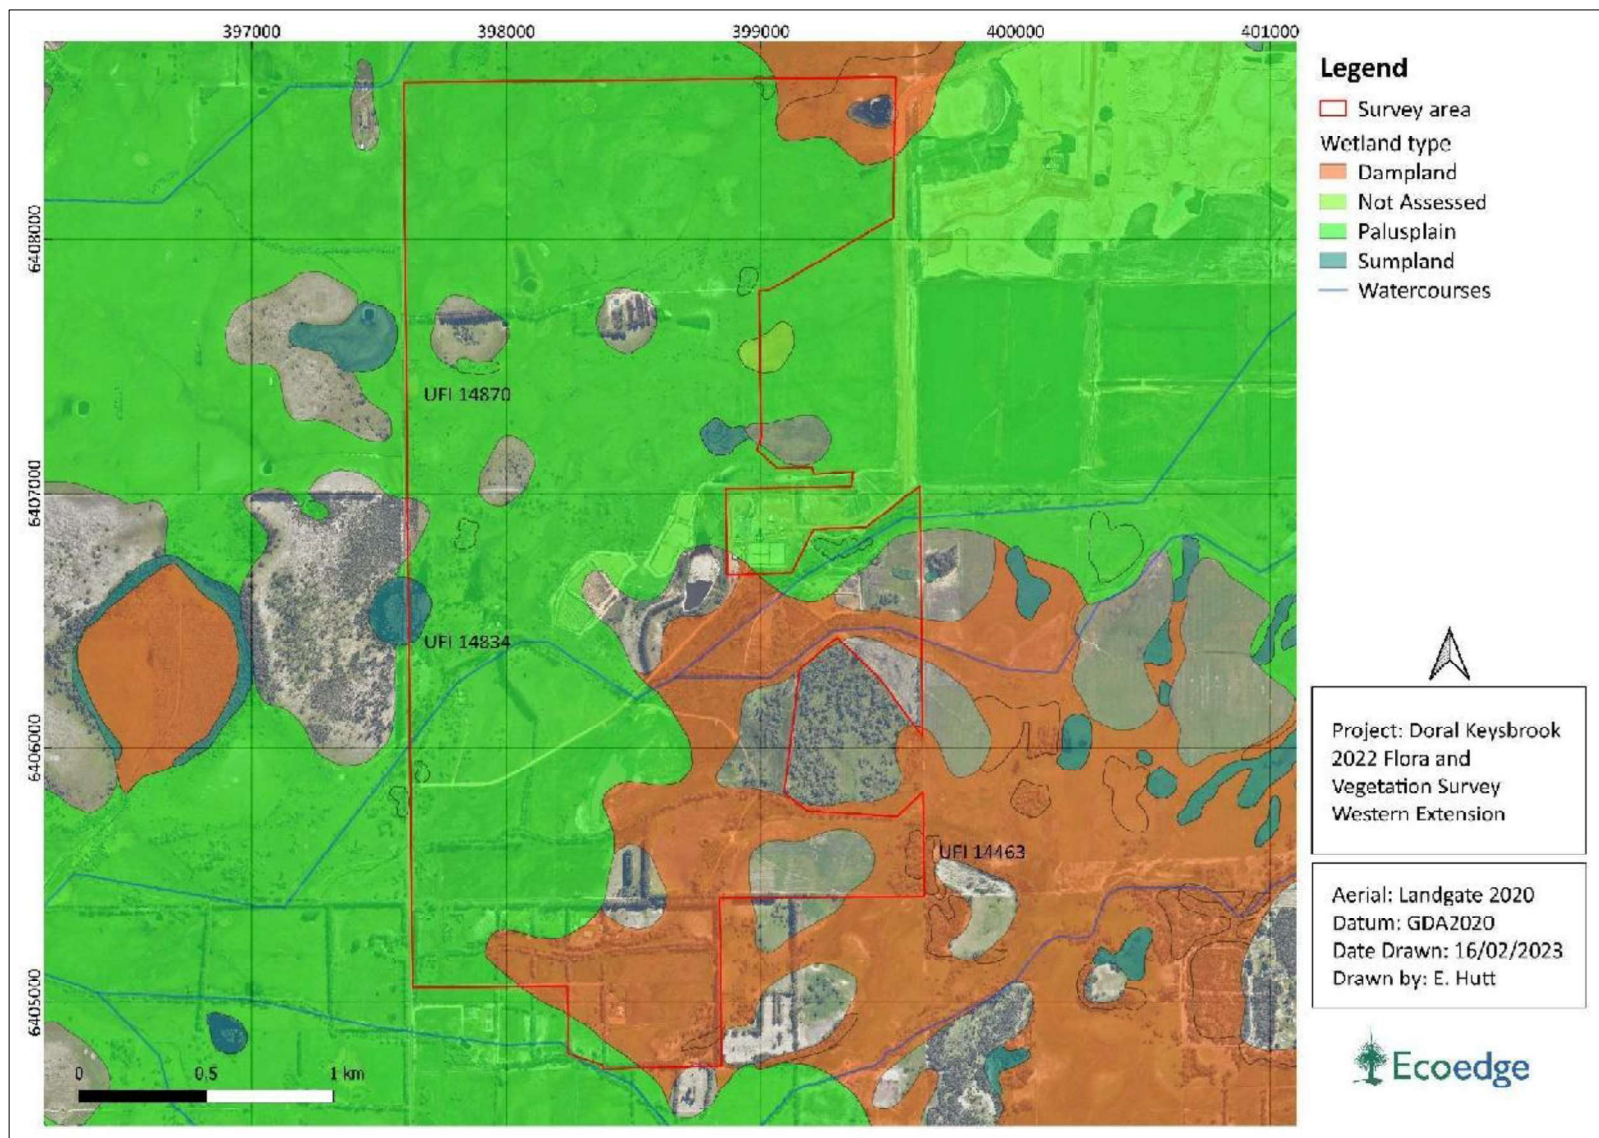 397000 398000 399000 400000 401000
6408000
6407000
6406000
6405000
UFI 14870
UFI 14834
UFI 14463
0 0.5 1 km
Legend
Survey area
Wetland type
Dampland
Not Assessed
Palusplain
Sumpland
Watercourses
Project: Doral Keysbrook
2022 Flora and
Vegetation Survey
Western Extension
Aerial: Landgate 2020
Datum: GDA2020
Date Drawn: 16/02/2023
Drawn by: E. Hutt
Ecoedge